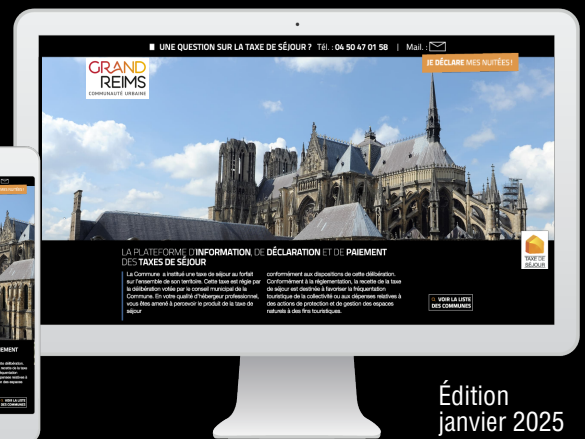 UNE QUESTION SUR LA TAXE DE SÉJOUR ? Tél. : 04 50 47 01 58 | Mail. :
JE DÉCLARE MES NUITÉES !
GRAND
REIMS
COMMUNAUTÉ URBAINE
LA PLATEFORME D'INFORMATION, DE DÉCLARATION ET DE PAIEMENT
DES TAXES DE SÉJOUR
La Commune a institué une taxe de séjour au forfait
sur l'ensemble de son territoire. Cette taxe est régie par
la délibération votée par le conseil municipal de la
Commune. En votre qualité d'hébergeur professionnel,
vous êtes amené à percevoir le produit de la taxe de
séjour
conformément aux dispositions de cette délibération.
Conformément à la réglementation, la recette de la taxe
de séjour est destinée à favoriser la fréquentation
touristique de la collectivité ou aux dépenses relatives à
des actions de protection et de gestion des espaces
naturels à des fins touristiques.
TAXE DE
SÉJOUR
VOIR LA LISTE
DES COMMUNES
EMENT
VOIR LA LISTE
DES COMMUNES
Édition
janvier 2025